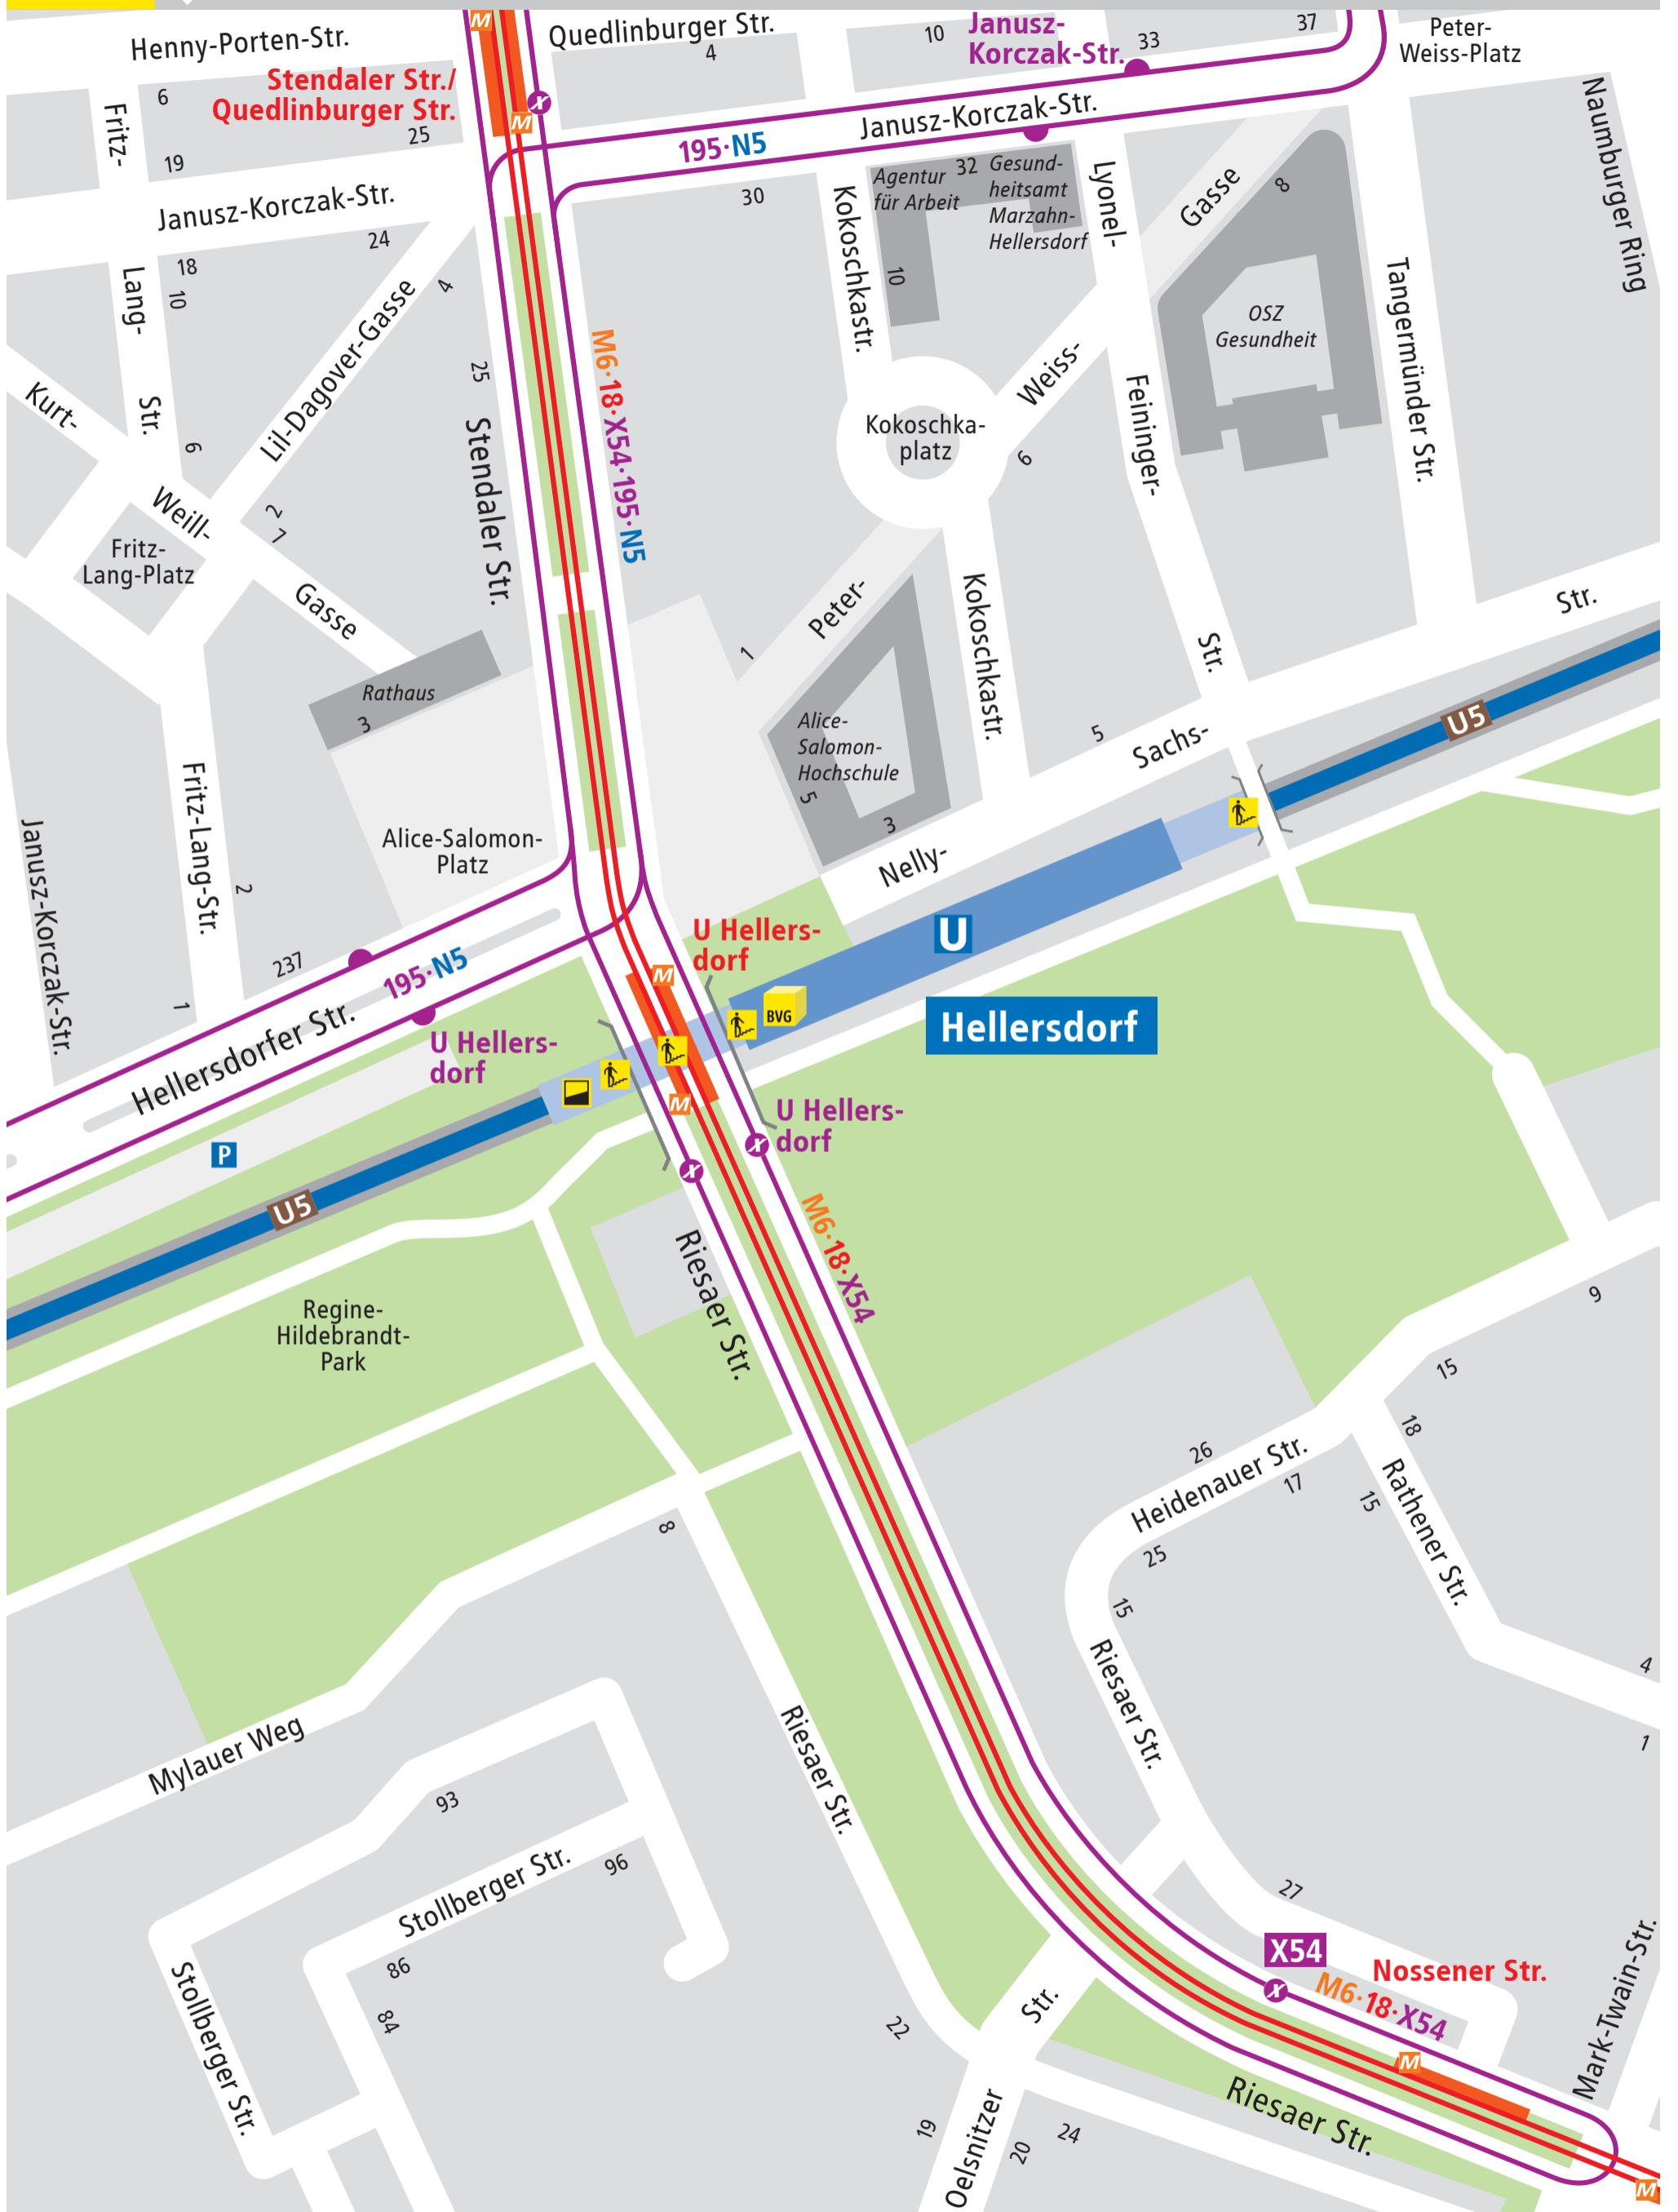 Henny-Porten-Str.
Quedlinburger Str.
4
10
Janusz-
Korczak-Str.
33
37
Peter-
Weiss-Platz
M
Stendaler Str./
Quedlinburger Str.
M
X
6
25
19
Fritz-
Lang-
Str.
Janusz-Korczak-Str.
24
18
10
6
195·N5
Janusz-Korczak-Str.
30
32
Agentur
für Arbeit
Gesund-
heitsamt
Marzahn-
Hellersdorf
10
Kokoschkastr.
Lyonel-
Feininger-
Str.
Gasse
Weiss-
Peter-
8
OSZ
Gesundheit
Tangermünder Str.
Naumburger Ring
Kurt-
Weill-
Gasse
Lil-Dagover-Gasse
4
2
7
25
Stendaler Str.
M6·18·X54·195·N5
Kokoschka-
platz
6
Fritz-
Lang-Platz
Kokoschkastr.
1
Rathaus
3
Alice-
Salomon-
Hochschule
5
3
5
Nelly-
Sachs-
Str.
U5
Alice-Salomon-
Platz
Fritz-Lang-Str.
2
1
Janusz-Korczak-Str.
237
195·N5
Hellersdorfer Str.
U Hellers-
dorf
U Hellers-
dorf
U
Hellersdorf
BVG
M
M
P
U5
X
X
U Hellers-
dorf
M6·18·X54
Riesaer Str.
Regine-
Hildebrandt-
Park
9
15
18
26
Heidenauer Str.
17
15
25
15
Rathener Str.
4
1
8
Riesaer Str.
Riesaer Str.
Mylauer Weg
93
Stollberger Str.
96
86
84
Stollberger Str.
27
X54
X
Nossener Str.
M6·18·X54
M
Mark-Twain-Str.
Str.
22
Oelsnitzer
19
20
24
Riesaer Str.
M